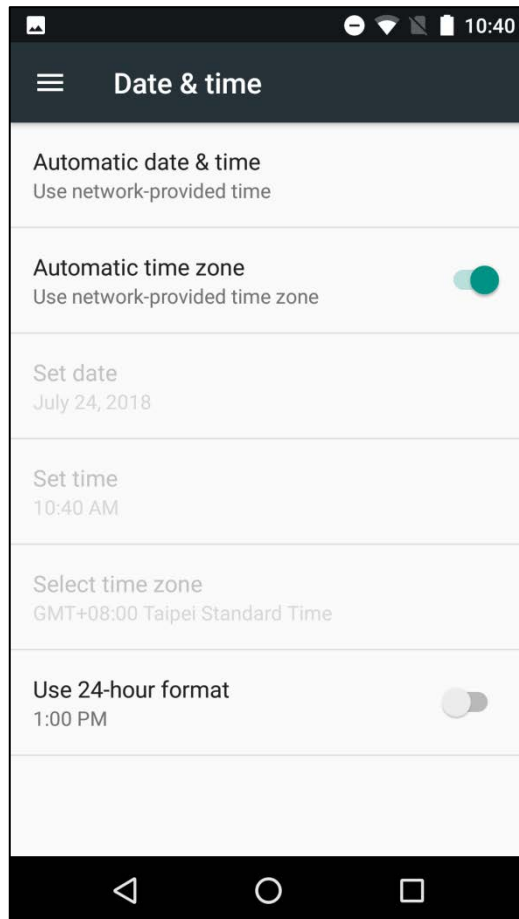 10:40
Date & time
Automatic date & time
Use network-provided time
Automatic time zone
Use network-provided time zone
Set date
July 24, 2018
Set time
10:40 AM
Select time zone
GMT+08:00 Taipei Standard Time
Use 24-hour format
1:00 PM